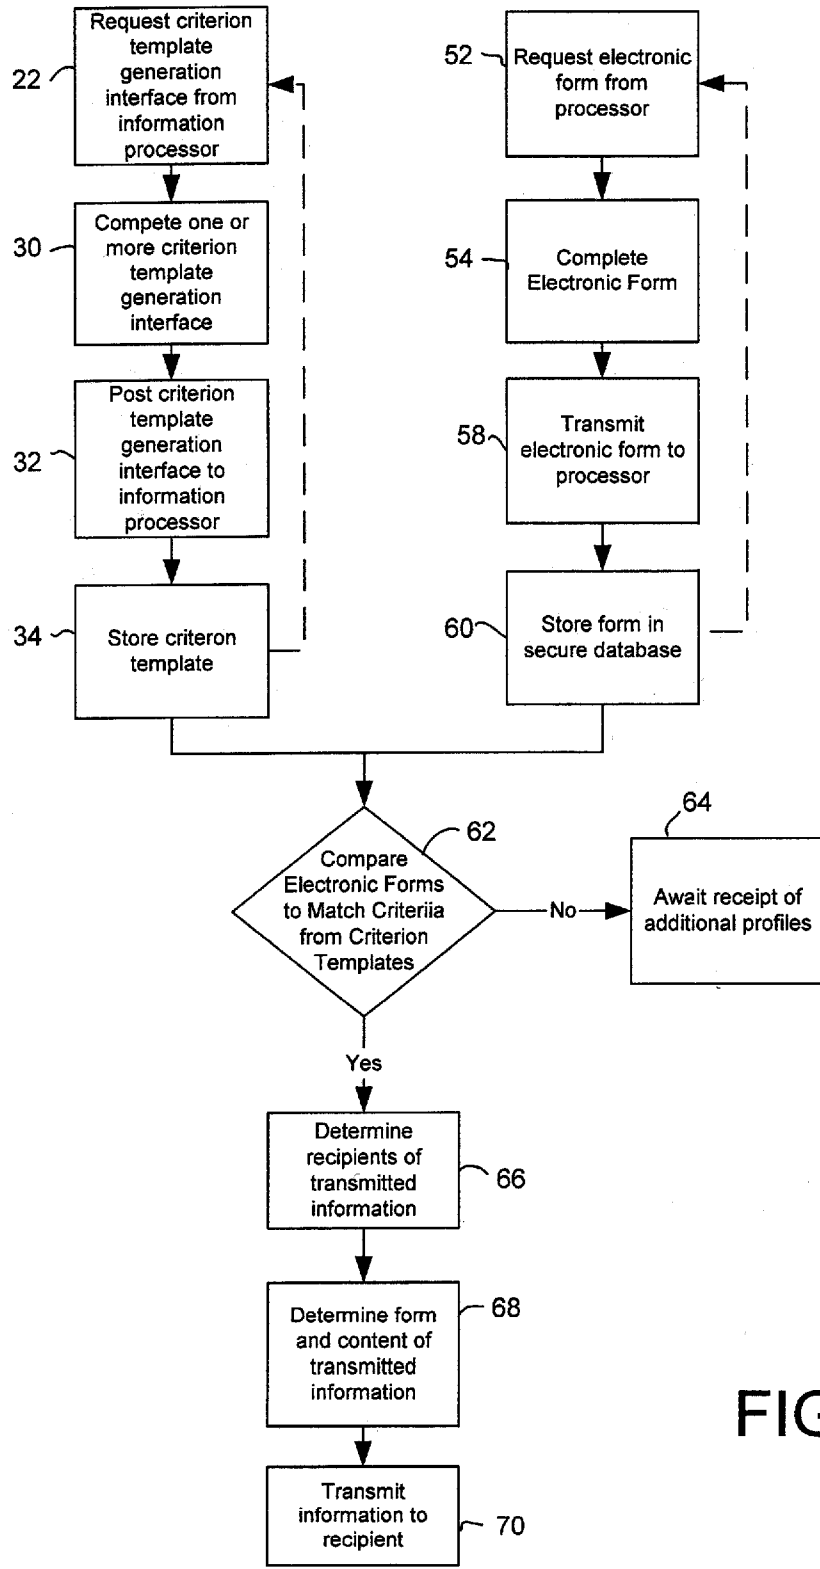 22
Request criterion
template
generation
interface from
information
processor
30
Compete one or
more criterion
template
generation
interface
32
Post criterion
template
generation
interface to
information
processor
34
Store criteron
template
52
Request electronic
form from
processor
54
Complete
Electronic Form
58
Transmit
electronic form to
processor
60
Store form in
secure database
62
Compare
Electronic Forms
to Match Criteriia
from Criterion
Templates
No
64
Await receipt of
additional profiles
Yes
Determine
recipients of
transmitted
information
66
Determine form
and content of
transmitted
information
68
Transmit
information to
recipient
70
FIG